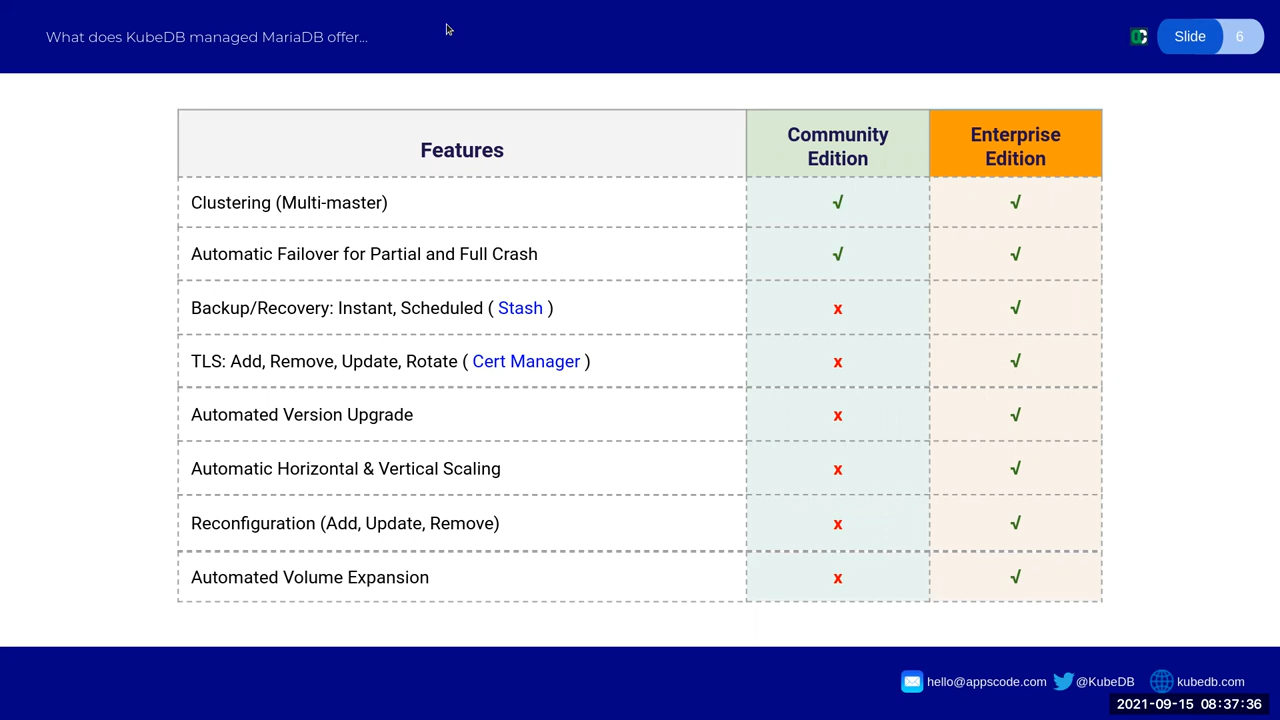 What does KubeDB managed MariaDB offer...
Slide 6
Features
Community Edition
Enterprise Edition
Clustering (Multi-master) √ √
Automatic Failover for Partial and Full Crash √ √
Backup/Recovery: Instant, Scheduled ( Stash ) x √
TLS: Add, Remove, Update, Rotate ( Cert Manager ) x √
Automated Version Upgrade x √
Automatic Horizontal & Vertical Scaling x √
Reconfiguration (Add, Update, Remove) x √
Automated Volume Expansion x √
hello@appscode.com @KubeDB kubedb.com
2021-09-15 08:37:36